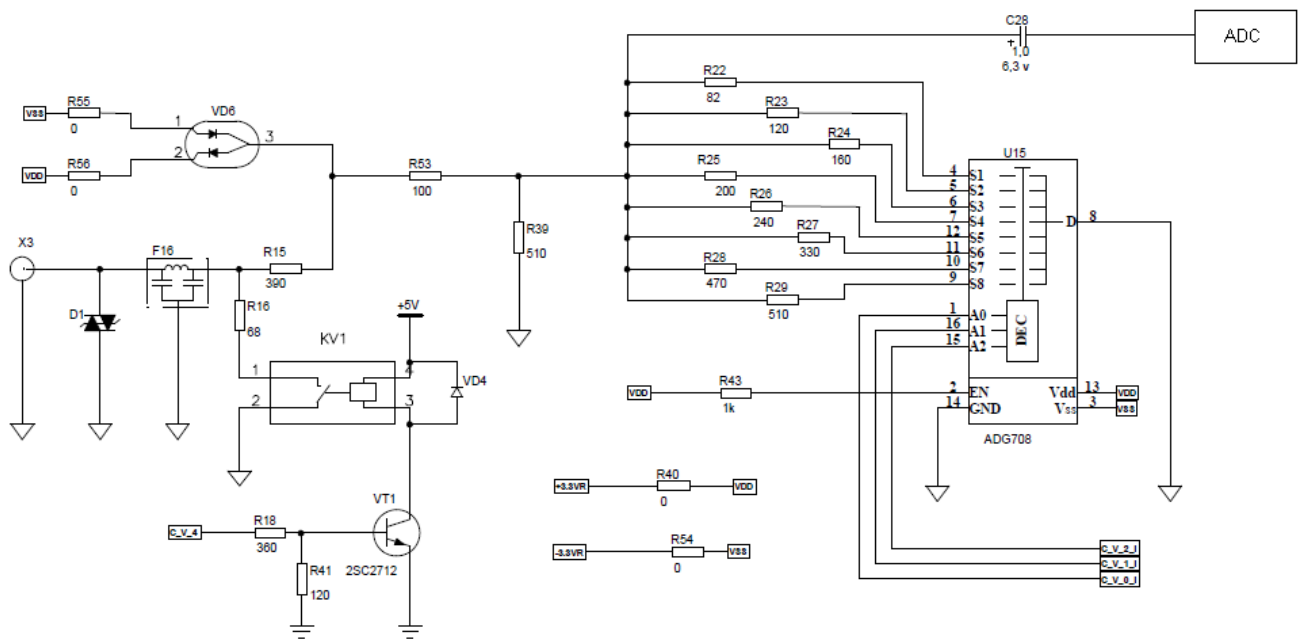 C28
+
1,0
6,3 v
ADC
R22
82
R55
VSS
0
VD6
1
3
2
R56
VDD
0
R23
120
R24
160
R53
100
R25
200
R26
240
R27
330
R28
470
R29
510
R39
510
U15
4 S1
5 S2
6 S3
7 S4
12 S5
11 S6
10 S7
9 S8
D 8
1 A0
16 A1
15 A2
DEC
2 EN
14 GND
Vdd 13 VDD
Vss 3 VSS
ADG708
X3
F16
R15
390
D1
R16
68
+5V
KV1
1
2
4
3
VD4
VDD
R43
1k
VT1
2SC2712
C_V_4
R18
360
R41
120
+3.3VR
R40
0
VDD
-3.3VR
R54
0
VSS
C_V_2_I
C_V_1_I
C_V_0_I